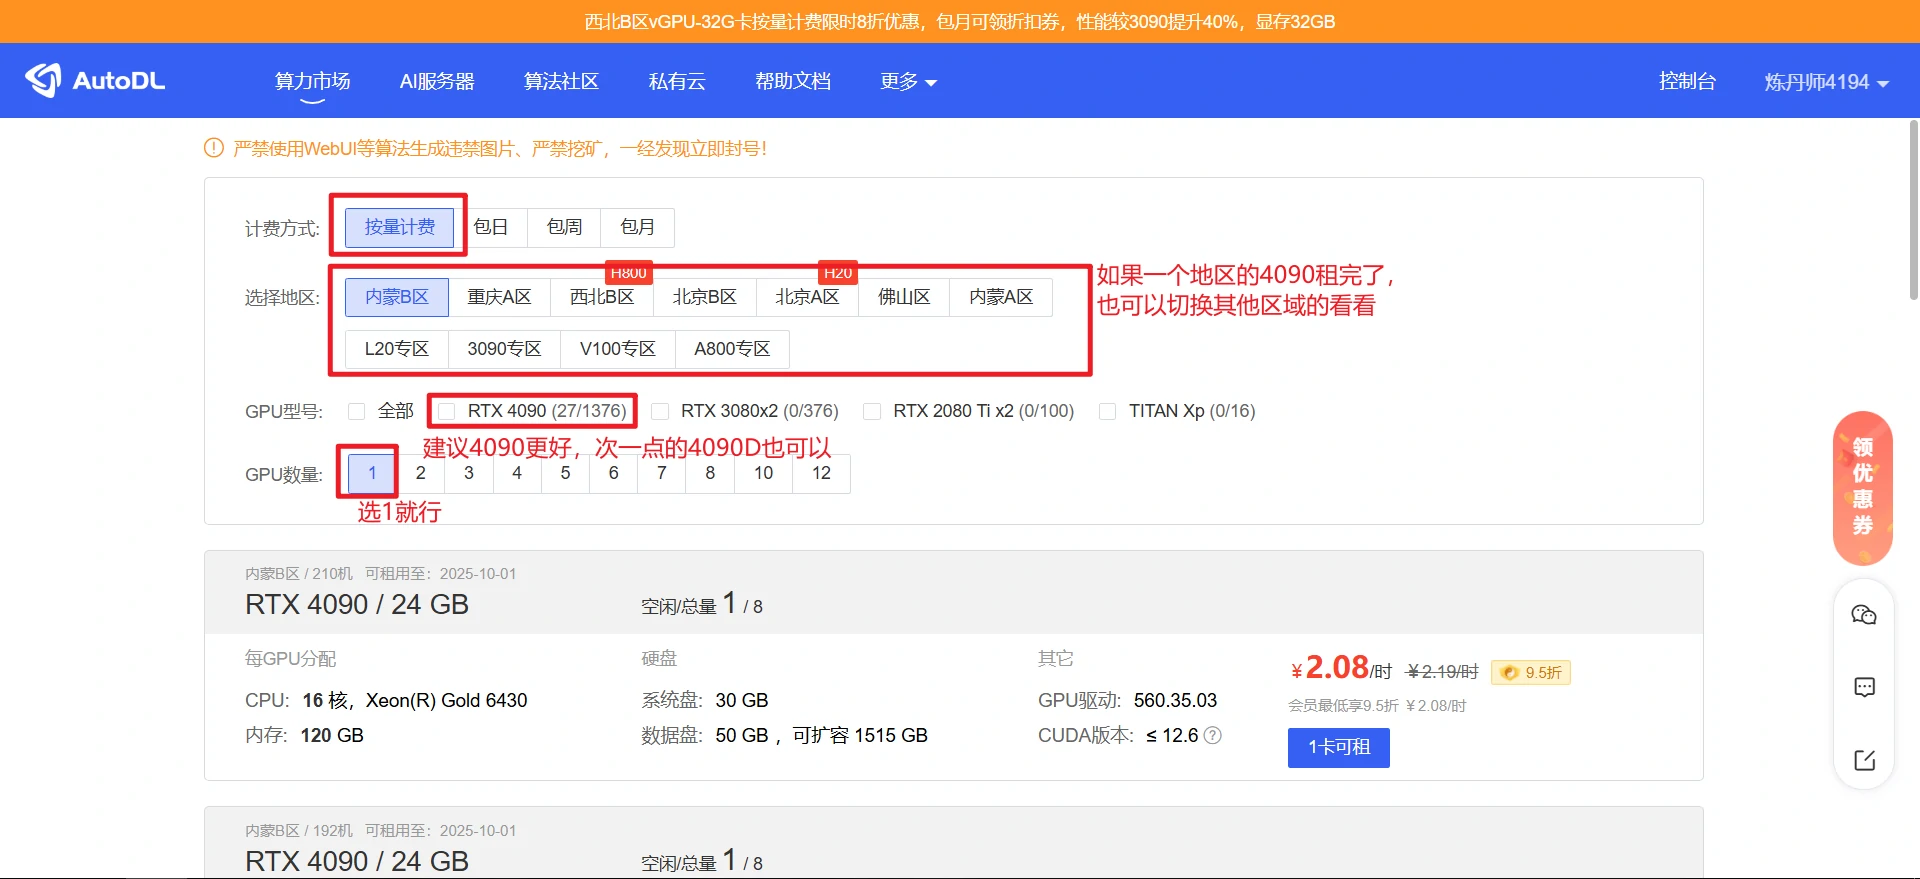 西北B区vGPU-32G卡按量计费限时8折优惠，包月可领折扣券，性能较3090提升40%，显存32GB
AutoDL 算力市场 AI服务器 算法社区 私有云 帮助文档 更多 控制台 炼丹师4194
严禁使用WebUI等算法生成违禁图片、严禁挖矿，一经发现立即封号！
计费方式: 按量计费 包日 包周 包月
H800 H20
选择地区: 内蒙B区 重庆A区 西北B区 北京B区 北京A区 佛山区 内蒙A区
如果一个地区的4090租完了，
也可以切换其他区域的看看
L20专区 3090专区 V100专区 A800专区
GPU型号: 全部 RTX 4090 (27/1376) RTX 3080x2 (0/376) RTX 2080 Ti x2 (0/100) TITAN Xp (0/16)
建议4090更好，次一点的4090D也可以
GPU数量: 1 2 3 4 5 6 7 8 10 12
选1就行
领优惠券
内蒙B区 / 210机 可租用至：2025-10-01
RTX 4090 / 24 GB 空闲/总量 1 / 8
每GPU分配 硬盘 其它
¥2.08/时 ¥2.19/时 9.5折
CPU: 16 核，Xeon(R) Gold 6430 系统盘: 30 GB GPU驱动: 560.35.03
会员最低享9.5折 ¥2.08/时
内存: 120 GB 数据盘: 50 GB ，可扩容 1515 GB CUDA版本: ≤ 12.6 ?
1卡可租
内蒙B区 / 192机 可租用至：2025-10-01
RTX 4090 / 24 GB 空闲/总量 1 / 8